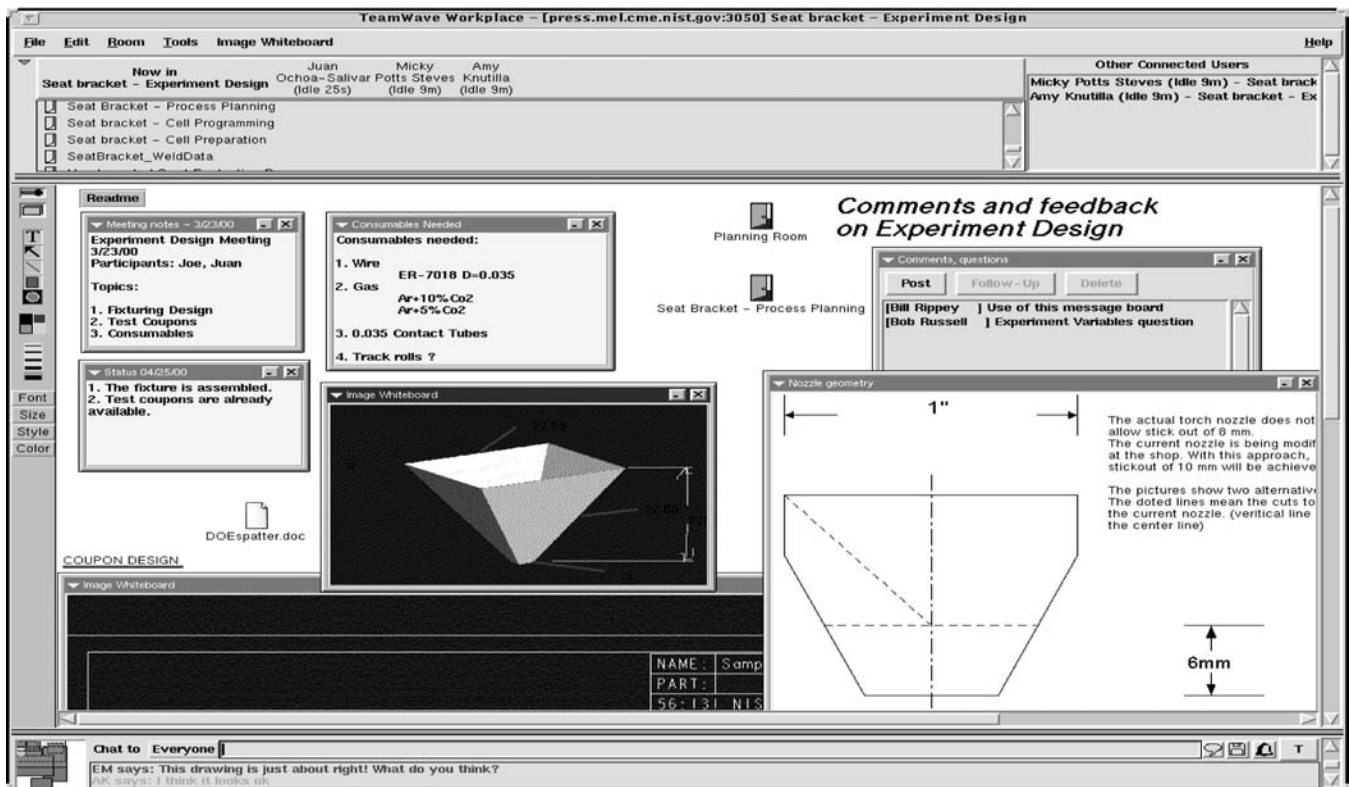 TeamWave Workplace – [press.mel.cme.nist.gov:3050] Seat bracket – Experiment Design
File Edit Room Tools Image Whiteboard Help
Now in
Seat bracket – Experiment Design
Juan
Ochoa-Salivar
(Idle 25s)
Micky
Potts Steves
(Idle 9m)
Amy
Knutilla
(Idle 9m)
Other Connected Users
Micky Potts Steves (Idle 9m) – Seat brack
Amy Knutilla (Idle 9m) – Seat bracket – Ex
Seat Bracket – Process Planning
Seat bracket – Cell Programming
Seat bracket – Cell Preparation
SeatBracket_WeldData
Readme
Meeting notes – 3/23/00
Experiment Design Meeting
3/23/00
Participants: Joe, Juan
Topics:
1. Fixturing Design
2. Test Coupons
3. Consumables
Consumables Needed
Consumables needed:
1. Wire
ER-7018 D=0.035
2. Gas
Ar+10%Co2
Ar+5%Co2
3. 0.035 Contact Tubes
4. Track rolls ?
Planning Room
Seat Bracket – Process Planning
Comments and feedback
on Experiment Design
Comments, questions
Post Follow-Up Delete
[Bill Rippey ] Use of this message board
[Bob Russell ] Experiment Variables question
T
Font
Size
Style
Color
Status 04/25/00
1. The fixture is assembled.
2. Test coupons are already
available.
DOEspatter.doc
COUPON DESIGN
Image Whiteboard
Nozzle geometry
1"
The actual torch nozzle does not
allow stick out of 8 mm.
The current nozzle is being modif
at the shop. With this approach,
stickout of 10 mm will be achieve
The pictures show two alternativ
The doted lines mean the cuts to
the current nozzle. (veritical line
the center line)
6mm
Image Whiteboard
NAME: Samp
PART:
56:131 NIS
Chat to Everyone
T
EM says: This drawing is just about right! What do you think?
AK says: I think it looks ok